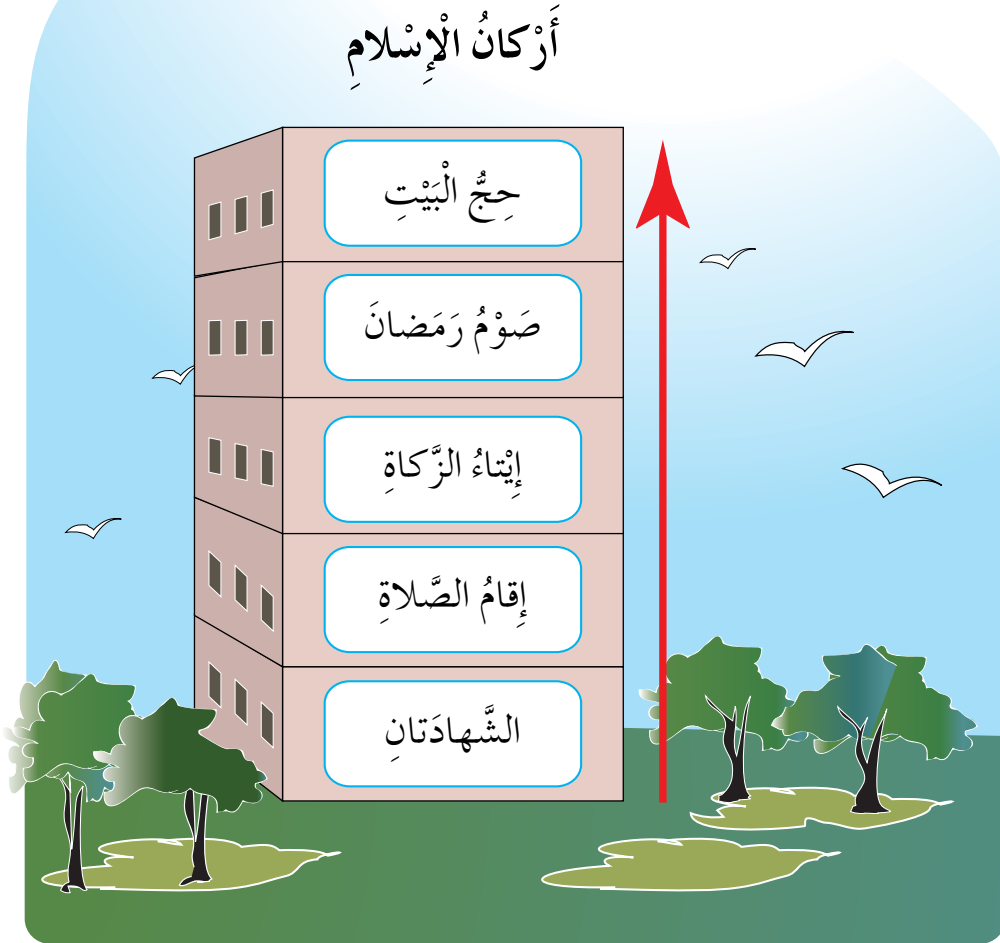 أَرْكانُ الْإِسْلامِ
حِجُّ الْبَيْتِ
صَوْمُ رَمَضانَ
إِيْتاءُ الزَّكاةِ
إِقامُ الصَّلاةِ
الشَّهادَتانِ